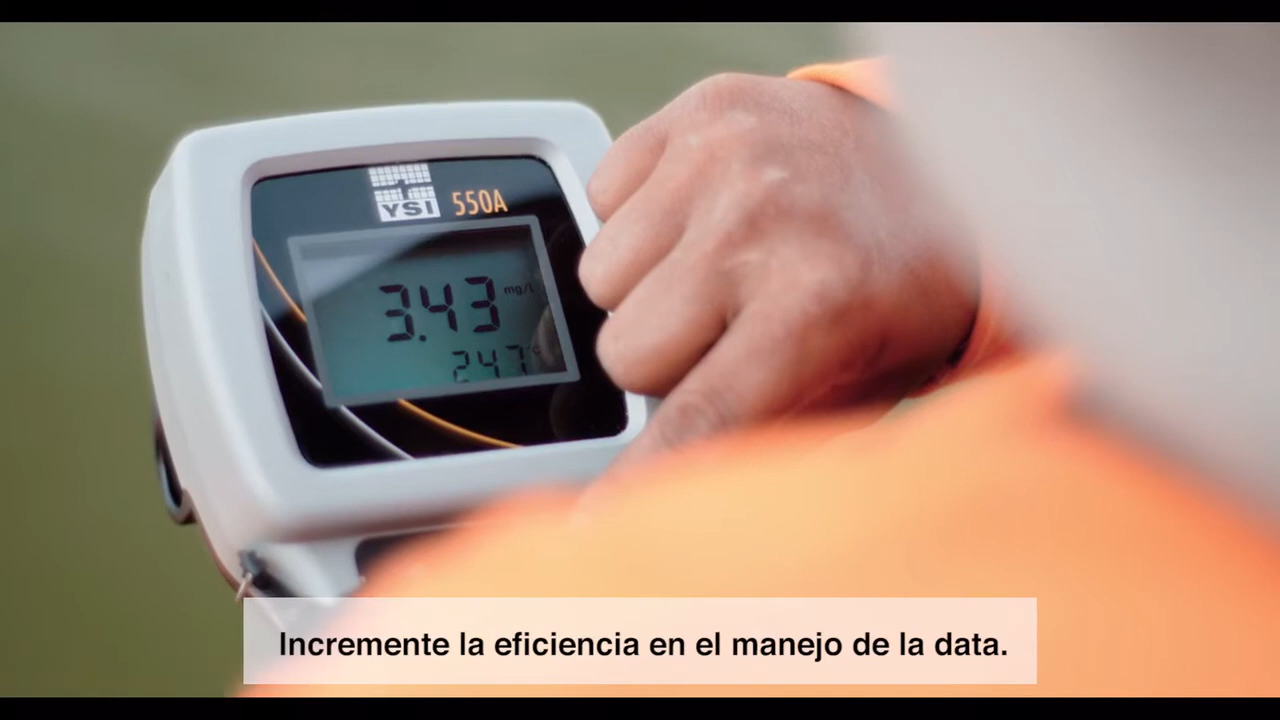 YSI 550A
3.43 mg/L
24.7 °C
Incremente la eficiencia en el manejo de la data.